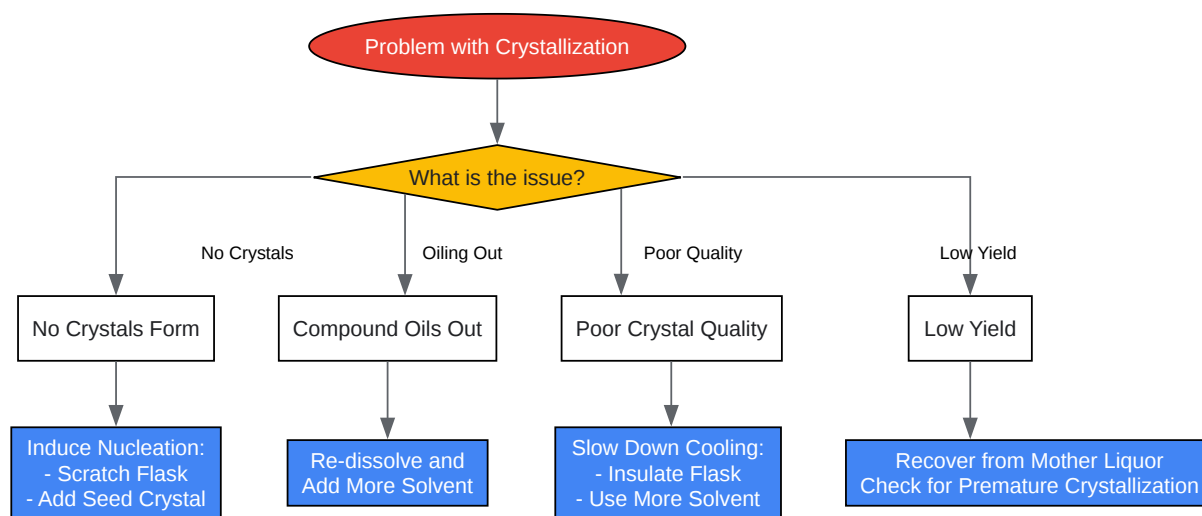 Problem with Crystallization
What is the issue?
No Crystals
Oiling Out
Poor Quality
Low Yield
No Crystals Form
Compound Oils Out
Poor Crystal Quality
Low Yield
Induce Nucleation:
- Scratch Flask
- Add Seed Crystal
Re-dissolve and
Add More Solvent
Slow Down Cooling:
- Insulate Flask
- Use More Solvent
Recover from Mother Liquor
Check for Premature Crystallization